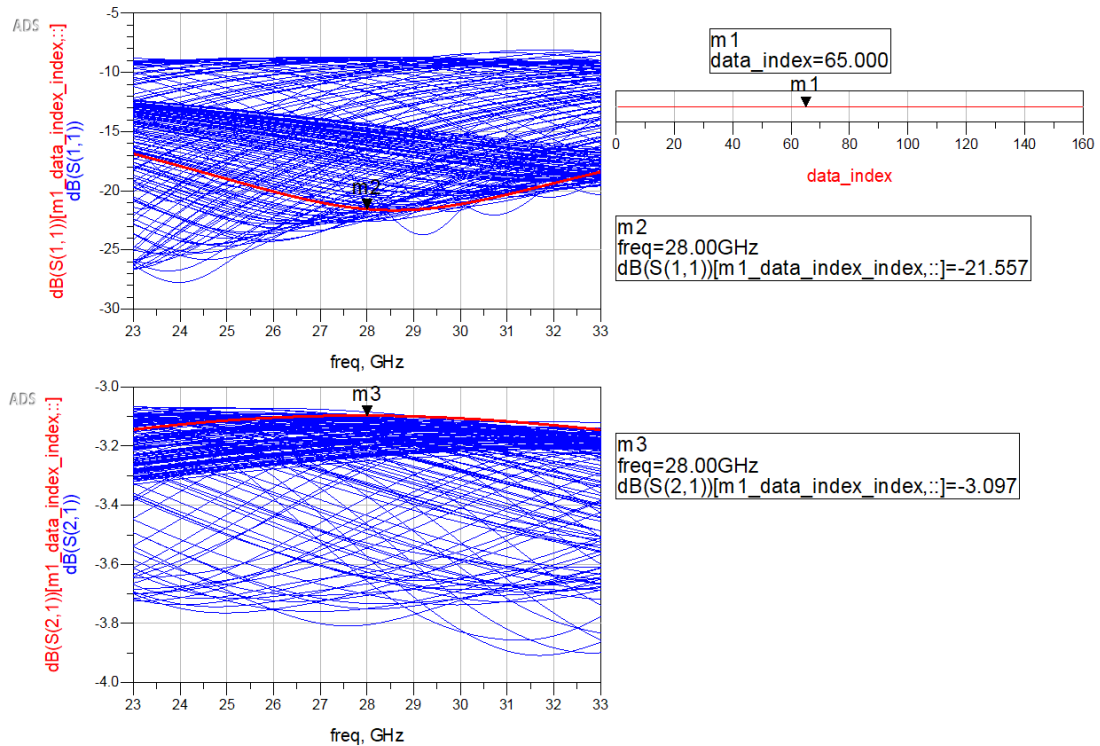 ADS
dB(S(1,1))[m1_data_index_index,::]
dB(S(1,1))
-5
-10
-15
-20
-25
-30
m2
23 24 25 26 27 28 29 30 31 32 33
freq, GHz
m1
data_index=65.000
m1
0 20 40 60 80 100 120 140 160
data_index
m2
freq=28.00GHz
dB(S(1,1))[m1_data_index_index,::]=-21.557
ADS
dB(S(2,1))[m1_data_index_index,::]
dB(S(2,1))
-3.0
-3.2
-3.4
-3.6
-3.8
-4.0
m3
23 24 25 26 27 28 29 30 31 32 33
freq, GHz
m3
freq=28.00GHz
dB(S(2,1))[m1_data_index_index,::]=-3.097